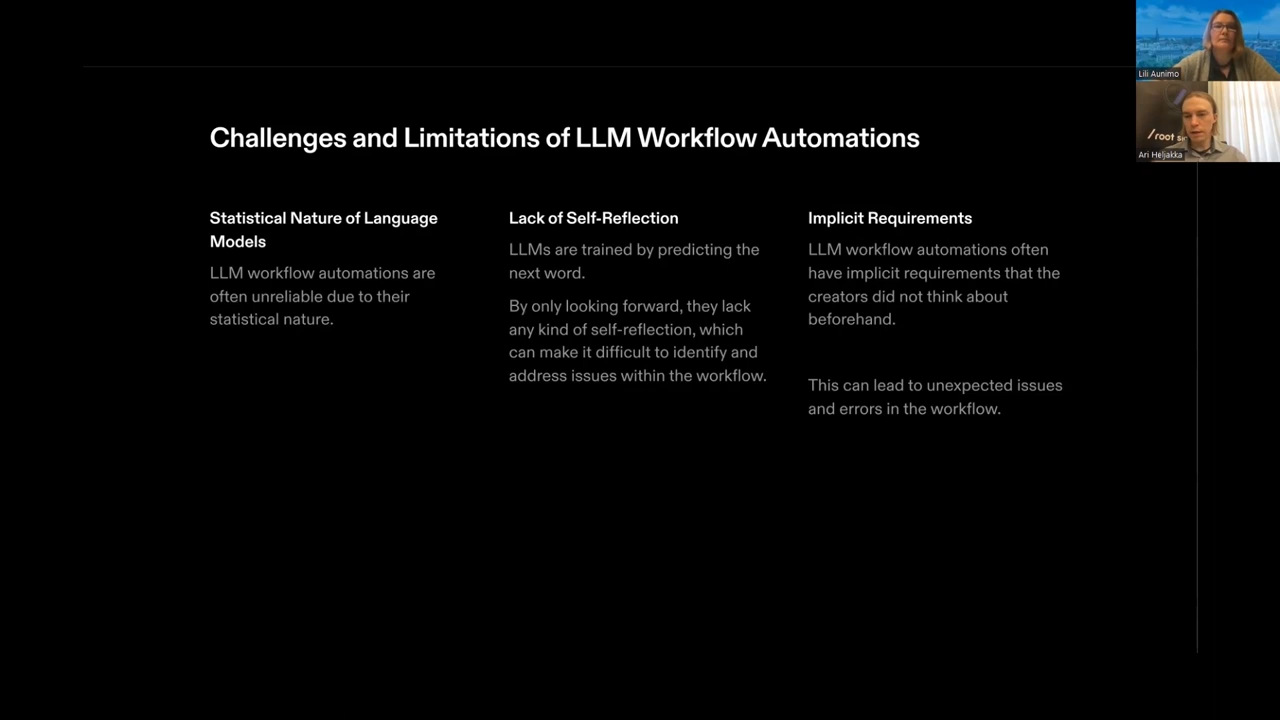 Challenges and Limitations of LLM Workflow Automations
Statistical Nature of Language
Models
LLM workflow automations are
often unreliable due to their
statistical nature.
Lack of Self-Reflection
LLMs are trained by predicting the
next word.
By only looking forward, they lack
any kind of self-reflection, which
can make it difficult to identify and
address issues within the workflow.
Implicit Requirements
LLM workflow automations often
have implicit requirements that the
creators did not think about
beforehand.
This can lead to unexpected issues
and errors in the workflow.
Lili Aunimo
/root
Ari Heljakka